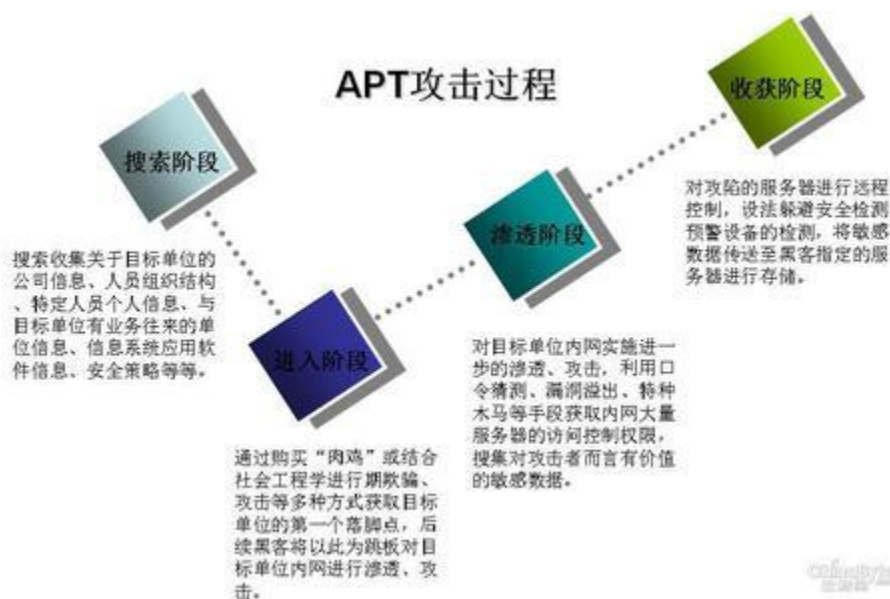 APT攻击过程
搜索阶段
搜索收集关于目标单位的
公司信息、人员组织结构
、特定人员个人信息、与
目标单位有业务往来的单
位信息、信息系统应用软
件信息、安全策略等等。
进入阶段
通过购买“肉鸡”或结合
社会工程学进行期欺骗、
攻击等多种方式获取目标
单位的第一个落脚点，后
续黑客将以此为跳板对目
标单位内网进行渗透、攻
击。
渗透阶段
对目标单位内网实施进一
步的渗透、攻击，利用口
令猜测、漏洞溢出、特种
木马等手段获取内网大量
服务器的访问控制权限，
搜集对攻击者而言有价值
的敏感数据。
收获阶段
对攻陷的服务器进行远程
控制，设法躲避安全检测
预警设备的检测，将敏感
数据传送至黑客指定的服
务器进行存储。